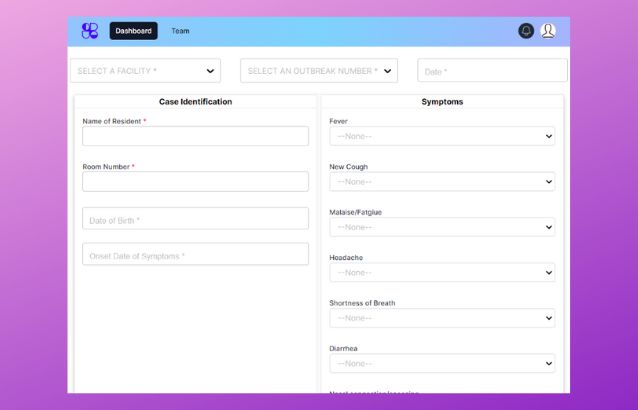 Dashboard Team
SELECT A FACILITY * SELECT AN OUTBREAK NUMBER * Date *
Case Identification
Name of Resident *
Room Number *
Date of Birth *
Onset Date of Symptoms *
Symptoms
Fever
--None--
New Cough
--None--
Malaise/Fatgiue
--None--
Headache
--None--
Shortness of Breath
--None--
Diarrhea
--None--